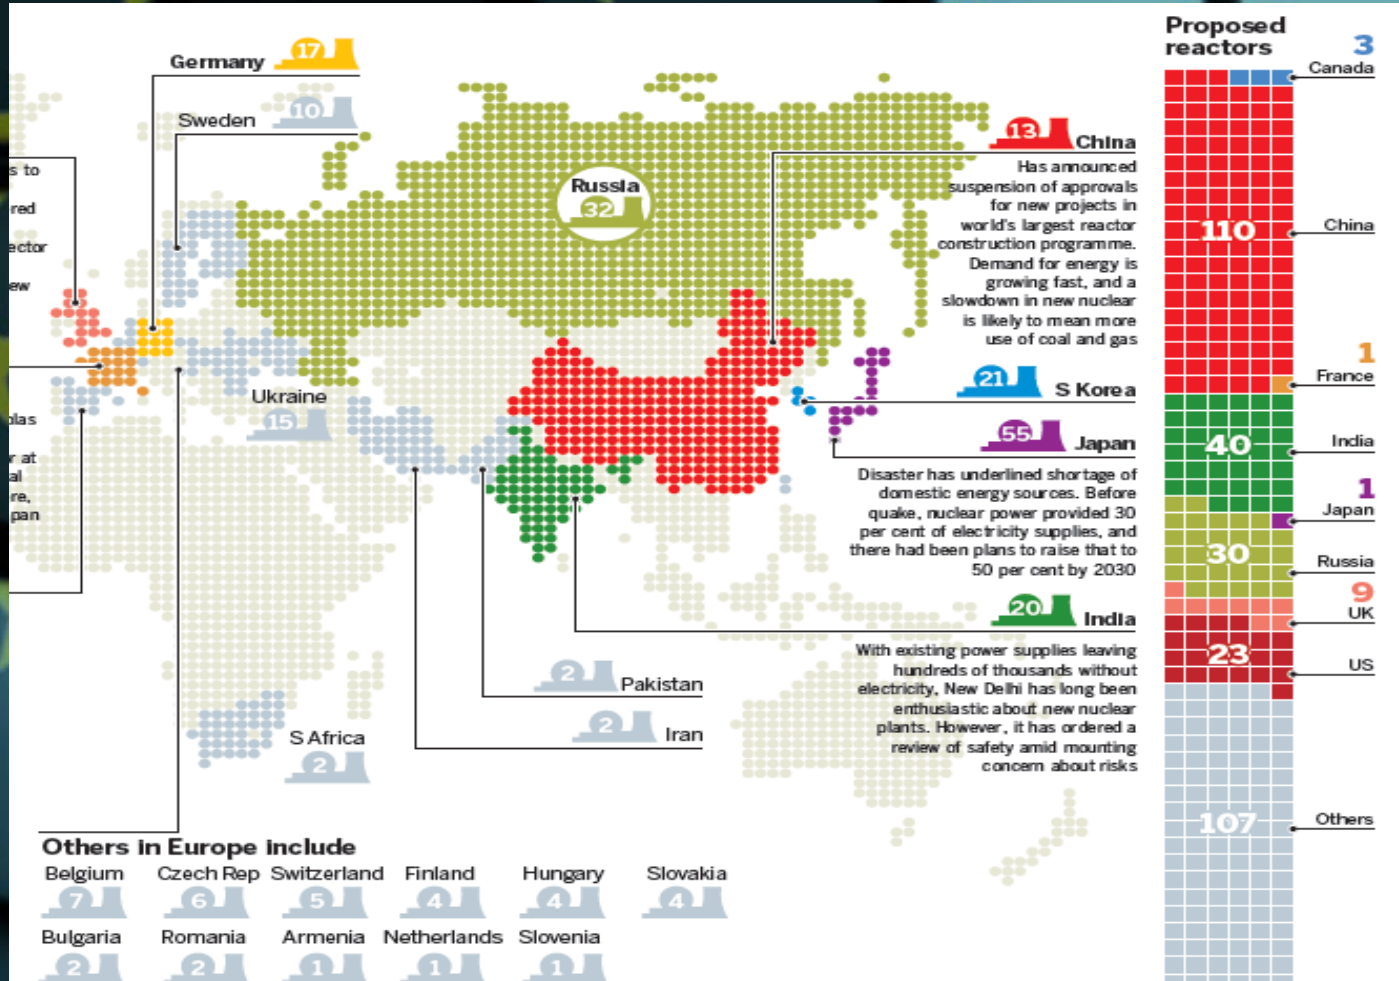 Germany
17
Sweden
10
s to
ered
ector
ew
olas
r at
al
re,
pan
Russia
32
Ukraine
15
13
China
Has announced
suspension of approvals
for new projects in
world's largest reactor
construction programme.
Demand for energy is
growing fast, and a
slowdown in new nuclear
is likely to mean more
use of coal and gas
21
S Korea
55
Japan
Disaster has underlined shortage of
domestic energy sources. Before
quake, nuclear power provided 30
per cent of electricity supplies, and
there had been plans to raise that to
50 per cent by 2030
20
India
With existing power supplies leaving
hundreds of thousands without
electricity, New Delhi has long been
enthusiastic about new nuclear
plants. However, it has ordered a
review of safety amid mounting
concern about risks
2
Pakistan
2
Iran
S Africa
2
Others in Europe include
Belgium Czech Rep Switzerland Finland Hungary Slovakia
7 6 5 4 4 4
Bulgaria Romania Armenia Netherlands Slovenia
2 2 1 1 1
Proposed
reactors
3
Canada
110
China
1
France
40
India
1
Japan
30
Russia
9
UK
23
US
107
Others